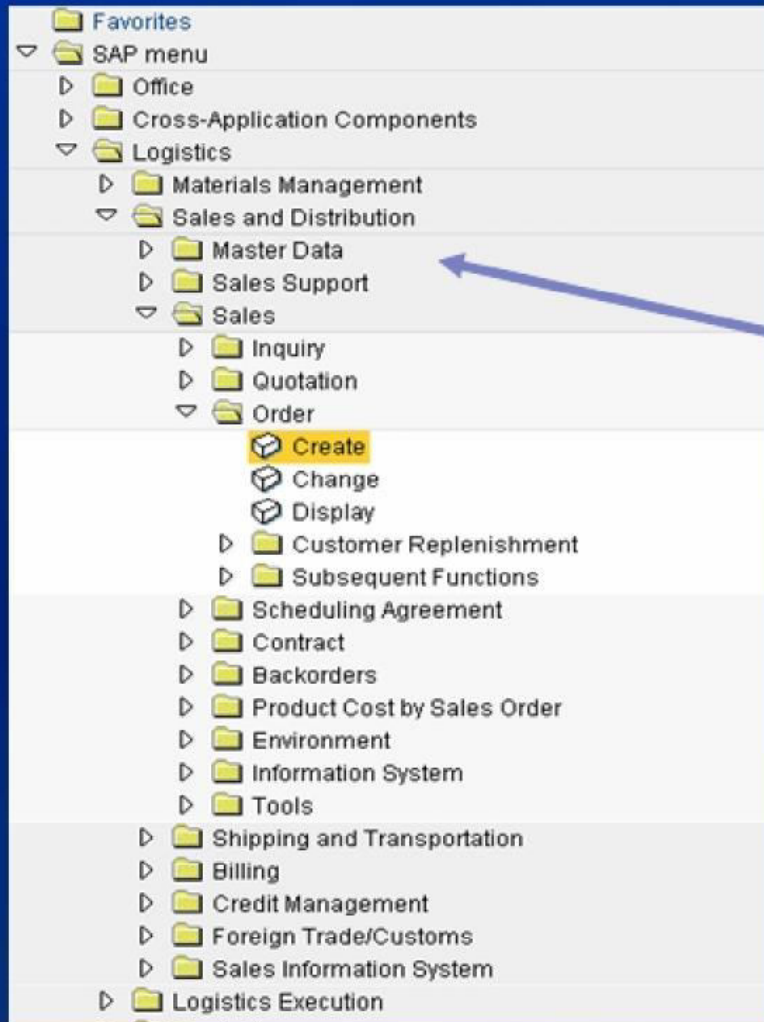 Favorites
SAP menu
Office
Cross-Application Components
Logistics
Materials Management
Sales and Distribution
Master Data
Sales Support
Sales
Inquiry
Quotation
Order
Create
Change
Display
Customer Replenishment
Subsequent Functions
Scheduling Agreement
Contract
Backorders
Product Cost by Sales Order
Environment
Information System
Tools
Shipping and Transportation
Billing
Credit Management
Foreign Trade/Customs
Sales Information System
Logistics Execution